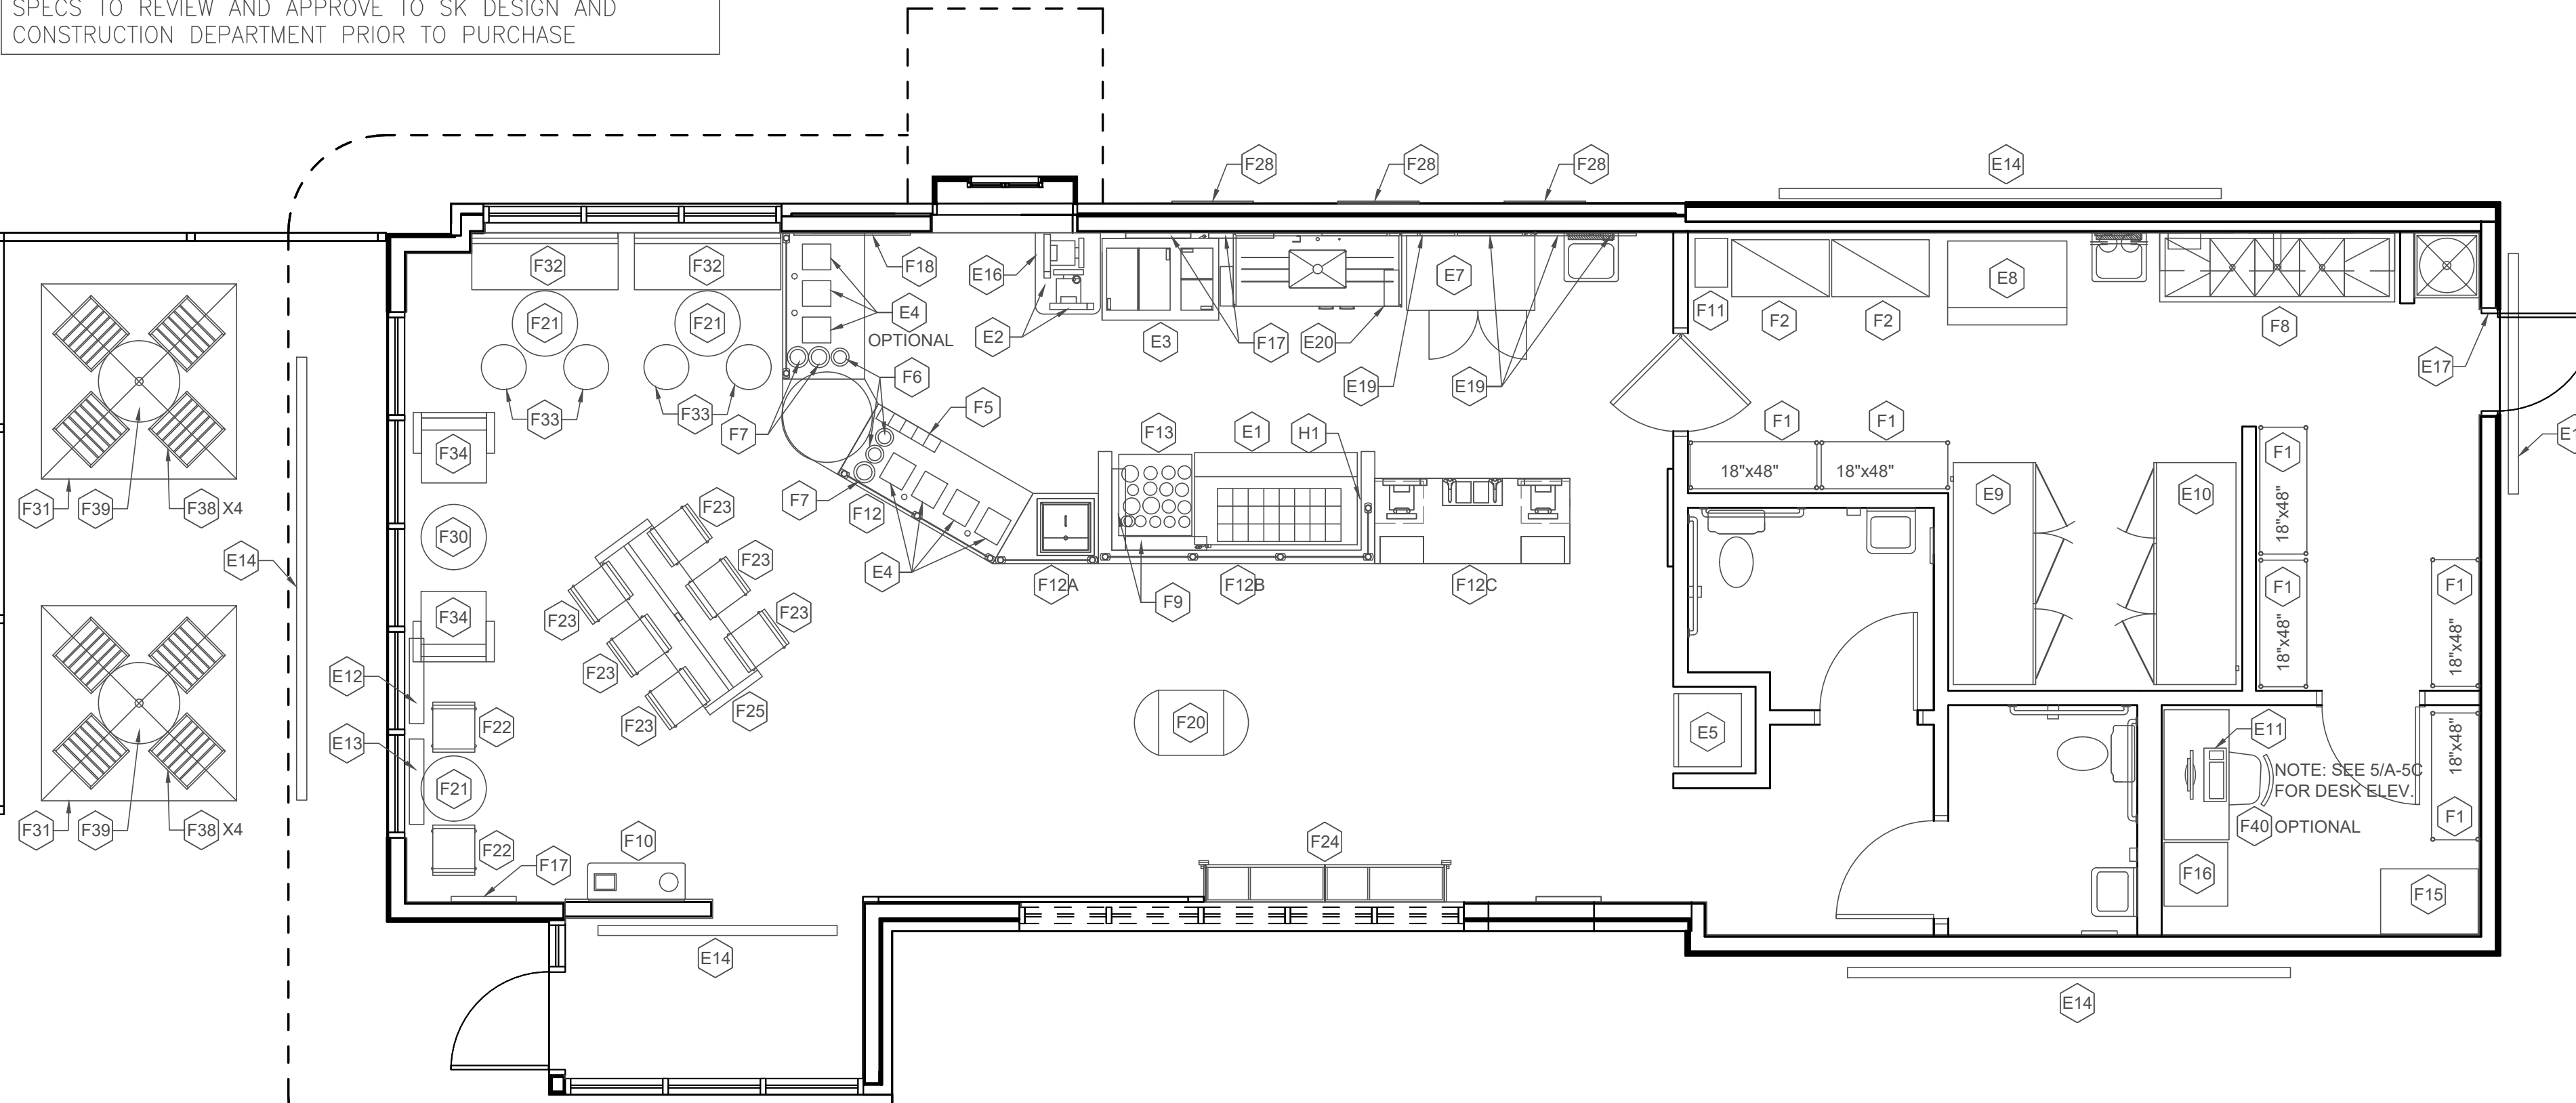 SPECS TO REVIEW AND APPROVE TO SK DESIGN AND
CONSTRUCTION DEPARTMENT PRIOR TO PURCHASE
F28
F28
F28
E14
F32
F32
F18
E16
E7
E8
F21
F21
E4
OPTIONAL
E2
E3
F17
E20
F11
F2
F2
F8
E17
F6
E19
E19
F33
F33
F7
F5
F13
E1
H1
F1
F1
F34
18"x48"
18"x48"
F1
18"x48"
E9
E10
F31
F39
F38 X4
F7
F12
F23
F30
E14
E4
F12A
F12B
F12C
F9
F23
F23
F23
F23
F23
F25
F1
18"x48"
F1
18"x48"
F34
E12
E13
F22
F21
F22
F20
E5
E11
NOTE: SEE 5/A-5C
FOR DESK ELEV.
18"x48"
F1
F40 OPTIONAL
F31
F39
F38 X4
F17
F10
F24
F16
F15
E14
E14